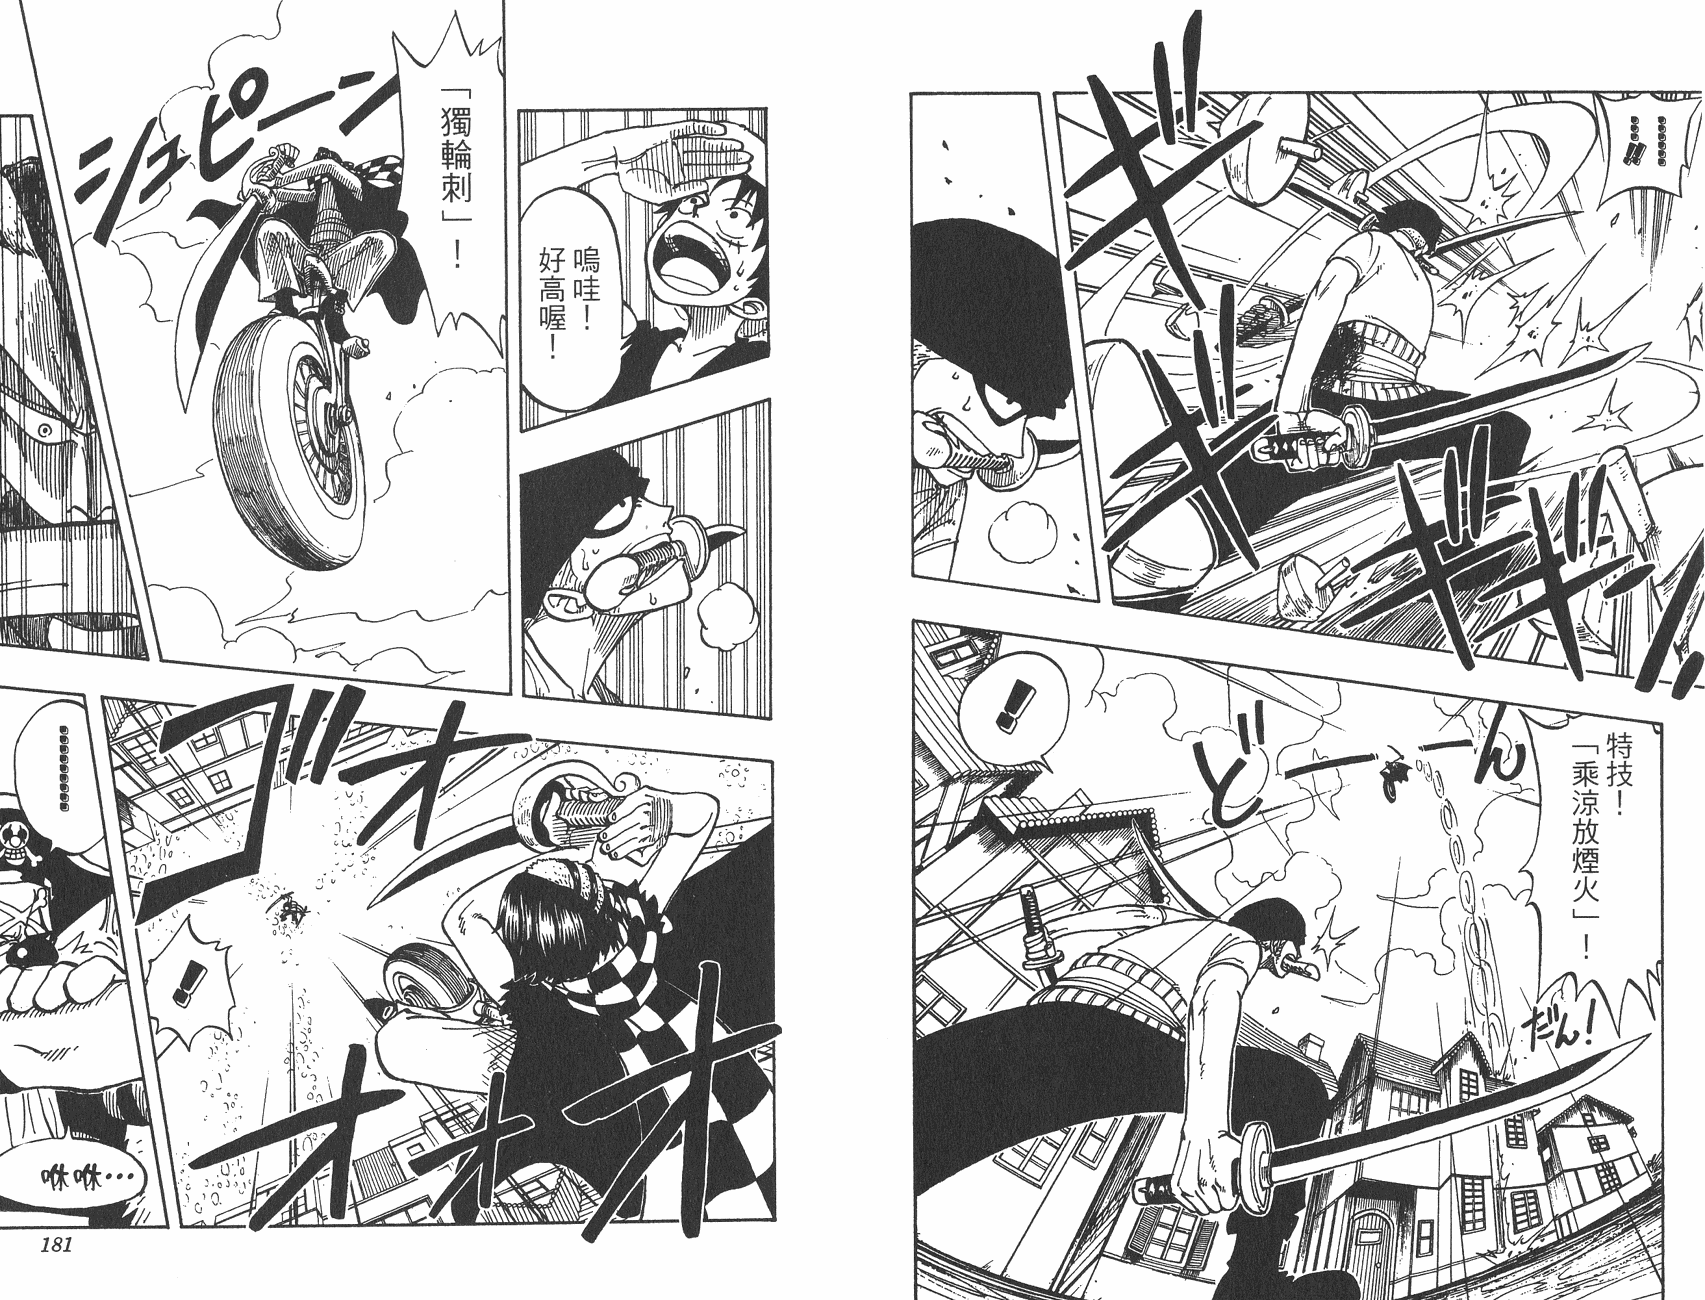 ………!!
ギギギギン!!
特技！
「乘涼放煙火」！
どーーん
!
だん！
嗚哇！
好高喔！
「獨輪刺」！
シュピーン
ゴオオオオ
!
………
咻咻…
181